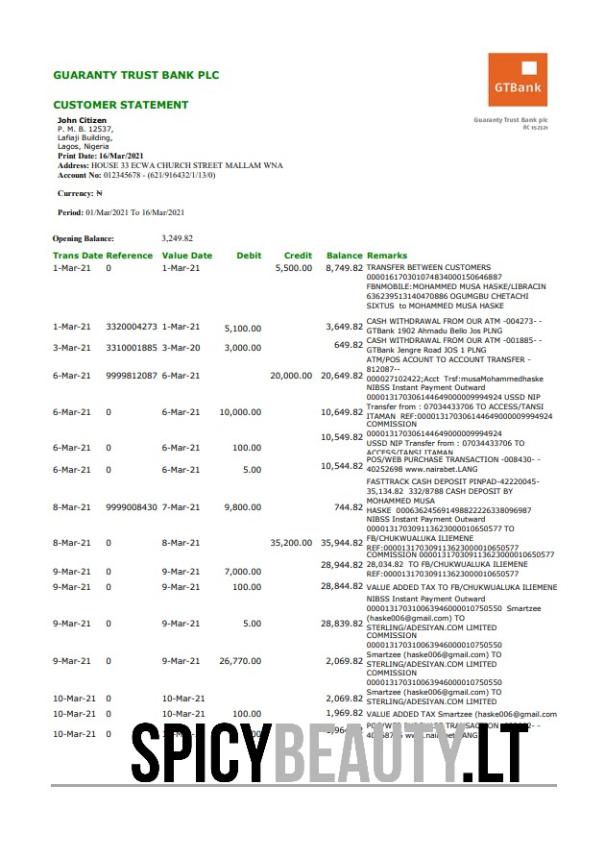 GUARANTY TRUST BANK PLC
GTBank
CUSTOMER STATEMENT
Guaranty Trust Bank plc
RC 152321
John Citizen
P. M. B. 12537,
Lafiaji Building,
Lagos, Nigeria
Print Date: 16/Mar/2021
Address: HOUSE 33 ECWA CHURCH STREET MALLAM WNA
Account No: 012345678 - (621/916432/1/13/0)
Currency: ₦
Period: 01/Mar/2021 To 16/Mar/2021
Opening Balance: 3,249.82
Trans Date Reference Value Date Debit Credit Balance Remarks
1-Mar-21 0 1-Mar-21 5,500.00 8,749.82 TRANSFER BETWEEN CUSTOMERS
000016170301074834000150646887
FBNMOBILE:MOHAMMED MUSA HASKE/LIBRACIN
636239513140470886 OGUMGBU CHETACHI
SIXTUS to MOHAMMED MUSA HASKE
1-Mar-21 3320004273 1-Mar-21 5,100.00 3,649.82 CASH WITHDRAWAL FROM OUR ATM -004273- -
GTBank 1902 Ahmadu Bello Jos PLNG
3-Mar-21 3310001885 3-Mar-20 3,000.00 649.82 CASH WITHDRAWAL FROM OUR ATM -001885- -
GTBank Jengre Road JOS 1 PLNG
ATM/POS ACOUNT TO ACCOUNT TRANSFER -
812087--
6-Mar-21 9999812087 6-Mar-21 20,000.00 20,649.82 000027102422;Acct Trsf:musaMohammedhaske
NIBSS Instant Payment Outward
000013170306144649000009994924 USSD NIP
6-Mar-21 0 6-Mar-21 10,000.00 10,649.82 Transfer from : 07034433706 TO ACCESS/TANSI
ITAMAN REF:000013170306144649000009994924
COMMISSION
10,549.82 000013170306144649000009994924
6-Mar-21 0 6-Mar-21 100.00 USSD NIP Transfer from : 07034433706 TO
ACCESS/TANSI ITAMAN
6-Mar-21 0 6-Mar-21 5.00 10,544.82 POS/WEB PURCHASE TRANSACTION -008430- -
40252698 www.nairabet.LANG
FASTTRACK CASH DEPOSIT PINPAD-42220045-
35,134.82 332/8788 CASH DEPOSIT BY
MOHAMMED MUSA
8-Mar-21 9999008430 7-Mar-21 9,800.00 744.82 HASKE 000636245691498822226338096987
NIBSS Instant Payment Outward
000013170309113623000010650577 TO
8-Mar-21 0 8-Mar-21 35,200.00 35,944.82 FB/CHUKWUALUKA ILIEMENE
REF:000013170309113623000010650577
COMMISSION 000013170309113623000010650577
28,944.82 28,034.82 TO FB/CHUKWUALUKA ILIEMENE
9-Mar-21 0 9-Mar-21 7,000.00 REF:000013170309113623000010650577
9-Mar-21 0 9-Mar-21 100.00 28,844.82 VALUE ADDED TAX TO FB/CHUKWUALUKA ILIEMENE
NIBSS Instant Payment Outward
000013170310063946000010750550 Smartzee
(haske006@gmail.com) TO
9-Mar-21 0 9-Mar-21 5.00 28,839.82 STERLING/ADESIYAN.COM LIMITED
COMMISSION
000013170310063946000010750550
Smartzee (haske006@gmail.com) TO
9-Mar-21 0 9-Mar-21 26,770.00 2,069.82 STERLING/ADESIYAN.COM LIMITED
COMMISSION
000013170310063946000010750550
Smartzee (haske006@gmail.com) TO
10-Mar-21 0 10-Mar-21 2,069.82 STERLING/ADESIYAN.COM LIMITED
10-Mar-21 0 10-Mar-21 100.00 1,969.82 VALUE ADDED TAX Smartzee (haske006@gmail.com
10-Mar-21 0
SPICYBEAUTY.LT